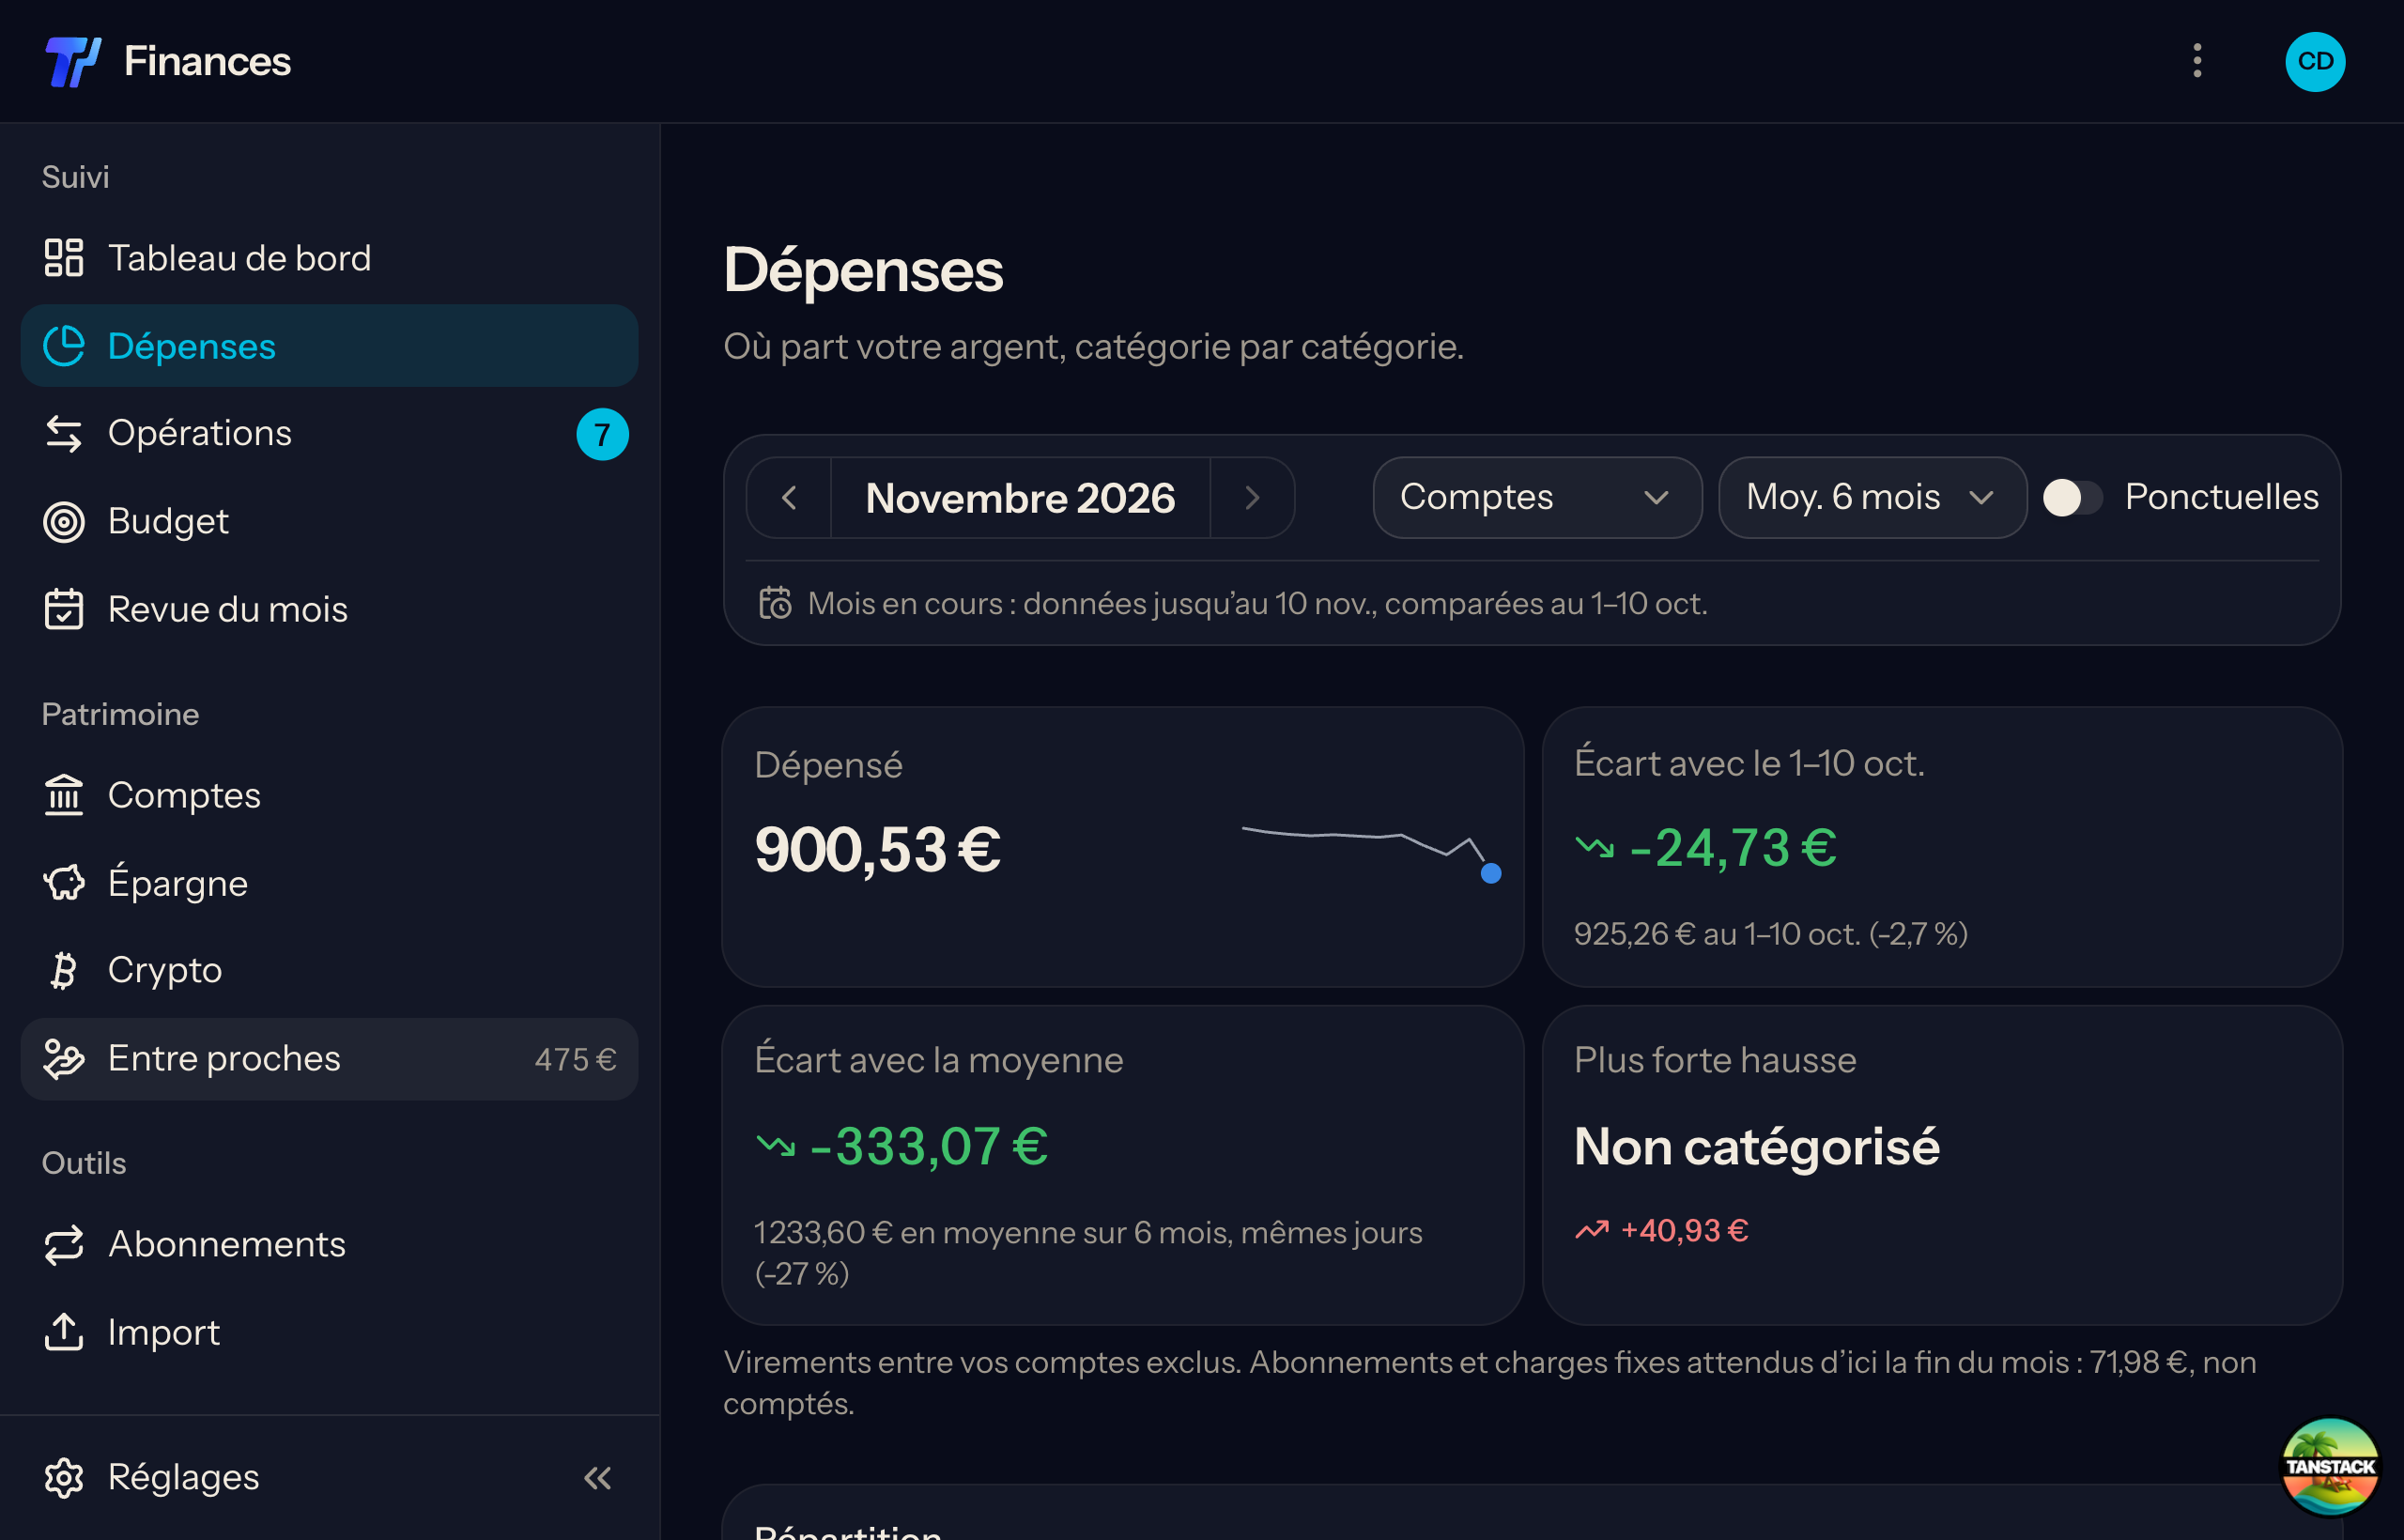 Finances
CD
Suivi
Tableau de bord
Dépenses
Opérations
7
Budget
Revue du mois
Patrimoine
Comptes
Épargne
Crypto
Entre proches
475 €
Outils
Abonnements
Import
Réglages
Dépenses
Où part votre argent, catégorie par catégorie.
Novembre 2026
Comptes
Moy. 6 mois
Ponctuelles
Mois en cours : données jusqu’au 10 nov., comparées au 1–10 oct.
Dépensé
900,53 €
Écart avec le 1–10 oct.
-24,73 €
925,26 € au 1–10 oct. (-2,7 %)
Écart avec la moyenne
-333,07 €
1 233,60 € en moyenne sur 6 mois, mêmes jours
(-27 %)
Plus forte hausse
Non catégorisé
+40,93 €
Virements entre vos comptes exclus. Abonnements et charges fixes attendus d’ici la fin du mois : 71,98 €, non
comptés.
TANSTACK
Répartition